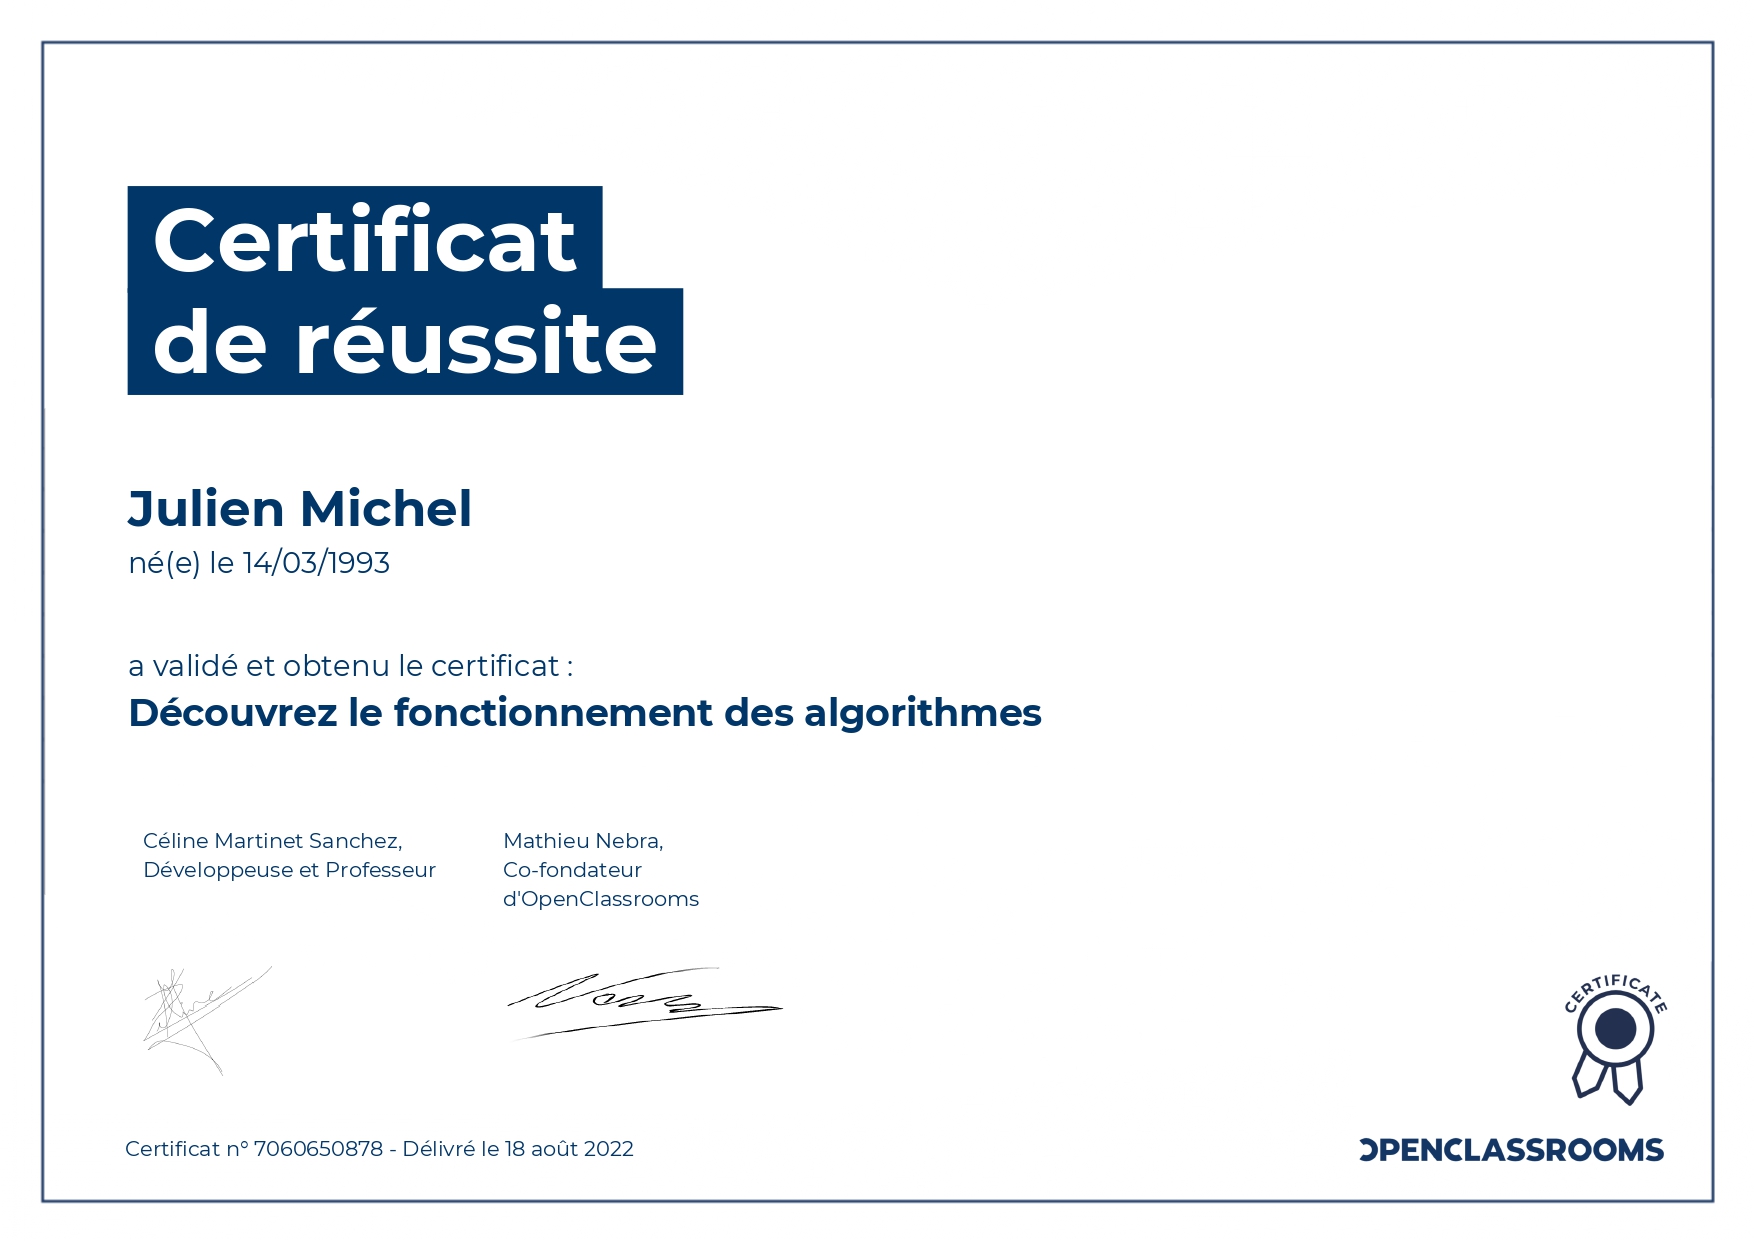 Certificat
de réussite
Julien Michel
né(e) le 14/03/1993
a validé et obtenu le certificat :
Découvrez le fonctionnement des algorithmes
Céline Martinet Sanchez,
Développeuse et Professeur
Mathieu Nebra,
Co-fondateur
d'OpenClassrooms
CERTIFICATE
Certificat n° 7060650878 - Délivré le 18 août 2022
OPENCLASSROOMS